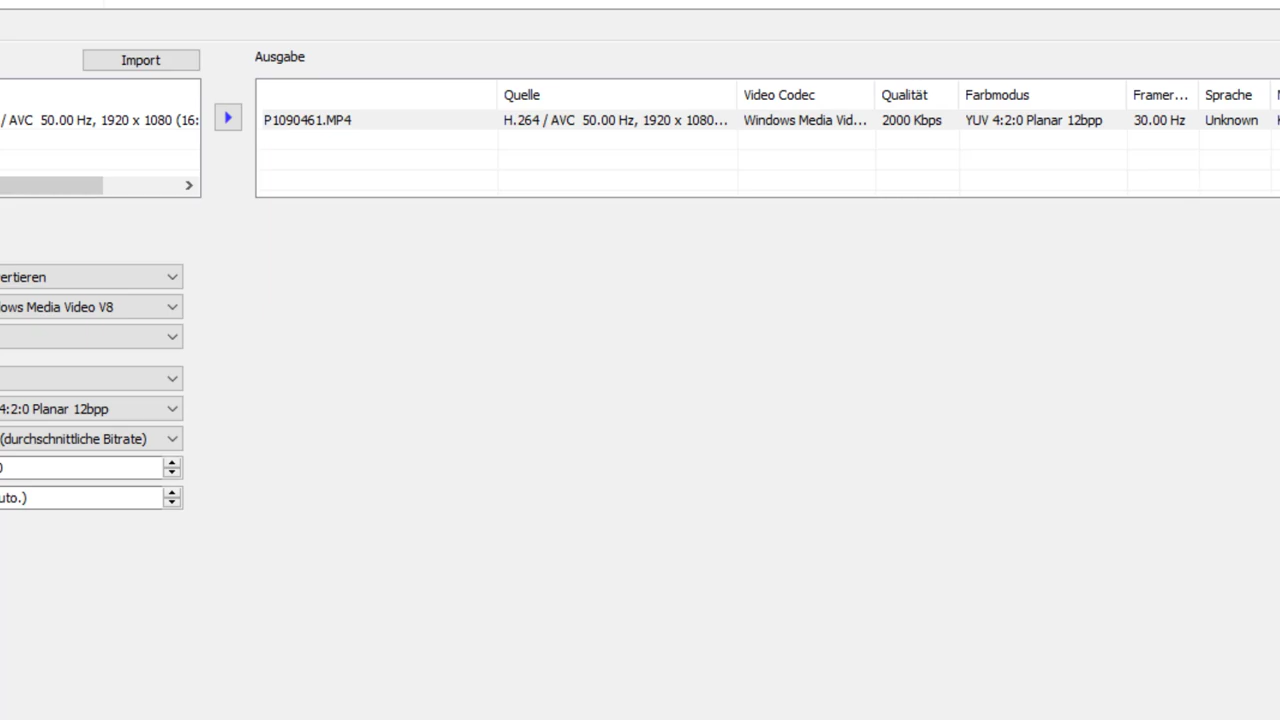 Import
Ausgabe
Quelle Video Codec Qualität Farbmodus Framer... Sprache
/ AVC 50.00 Hz, 1920 x 1080 (16:
P1090461.MP4 H.264 / AVC 50.00 Hz, 1920 x 1080... Windows Media Vid... 2000 Kbps YUV 4:2:0 Planar 12bpp 30.00 Hz Unknown
ertieren
ows Media Video V8
4:2:0 Planar 12bpp
(durchschnittliche Bitrate)
0
uto.)